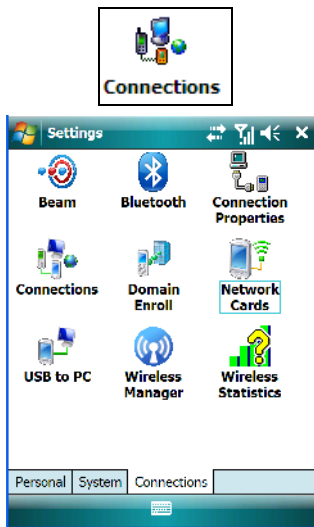 Connections
Settings
Beam Bluetooth Connection Properties
Connections Domain Enroll Network Cards
USB to PC Wireless Manager Wireless Statistics
Personal System Connections